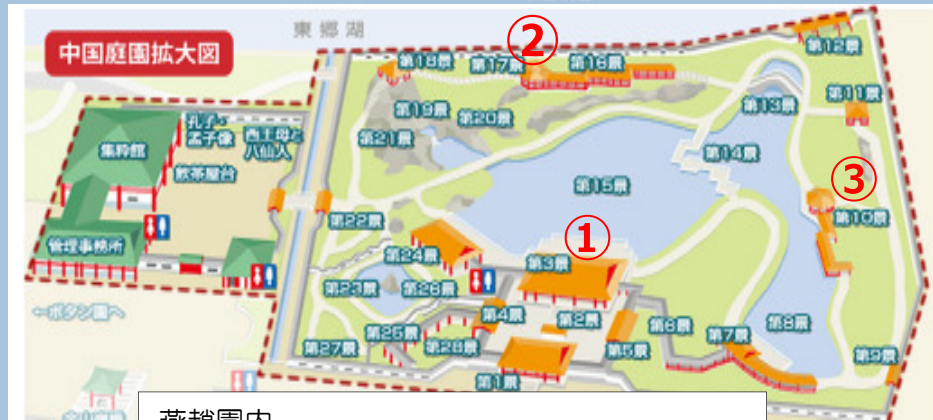 東郷湖
②
中国庭園拡大図
第12景
第18景
第17景
第16景
第11景
第13景
第19景
第20景
孔子・
孟子像
西王母と
八仙人
第21景
集粋館
飲茶屋台
第14景
③
第15景
第10景
①
第22景
管理事務所
第24景
第3景
第23景
第26景
←ボタン園へ
第4景
第2景
第6景
第8景
第25景
第7景
第27景
第28景
第5景
第9景
第1景
燕趙園内